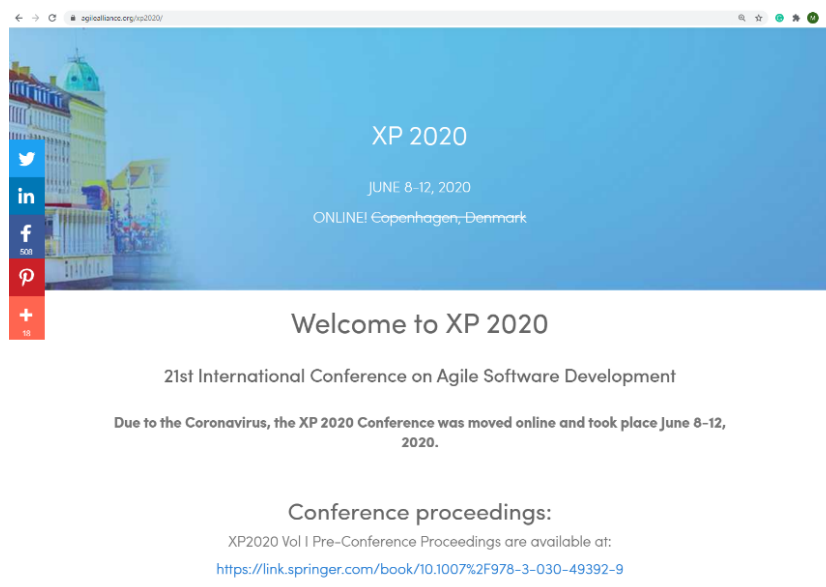 agilealliance.org/xp2020/
M
XP 2020
JUNE 8-12, 2020
ONLINE! Copenhagen, Denmark
in
f
508
18
Welcome to XP 2020
21st International Conference on Agile Software Development
Due to the Coronavirus, the XP 2020 Conference was moved online and took place June 8-12,
2020.
Conference proceedings:
XP2020 Vol I Pre-Conference Proceedings are available at:
https://link.springer.com/book/10.1007%2F978-3-030-49392-9